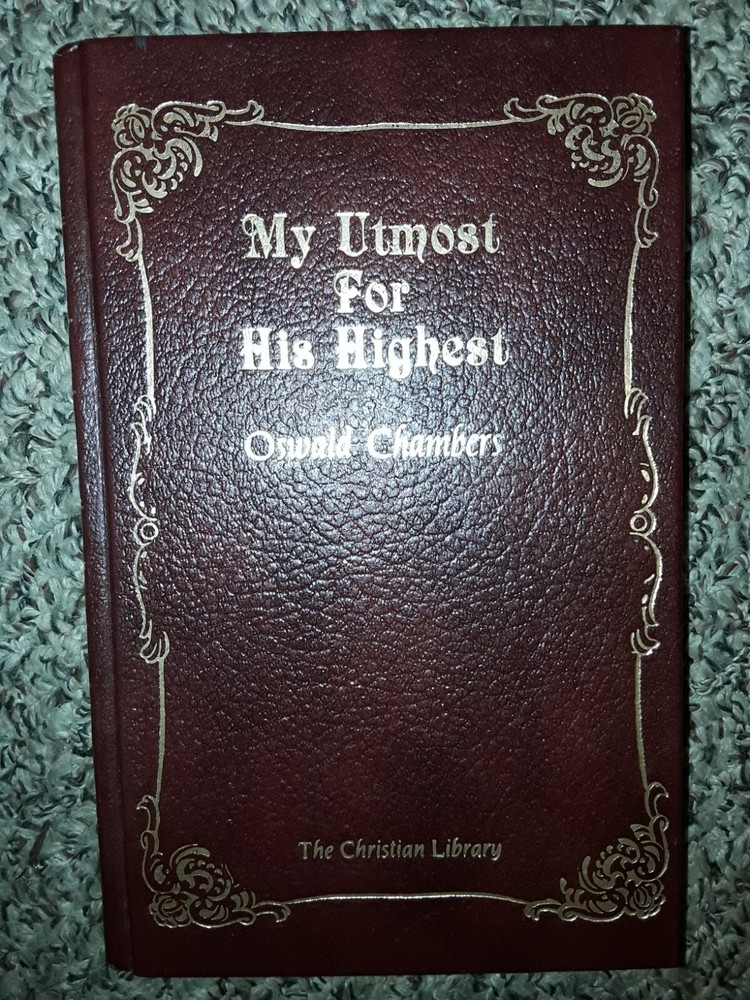 My Utmost
For
His Highest
Oswald Chambers
The Christian Library